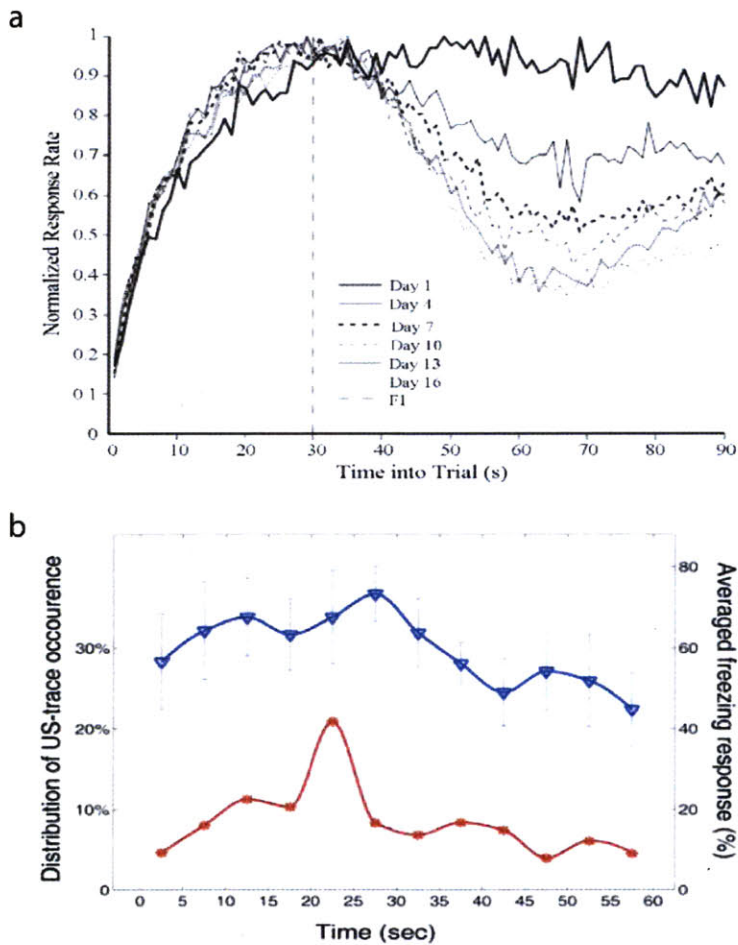 a
Normalized Response Rate
1
0.9
0.8
0.7
0.6
0.5
0.4
0.3
0.2
0.1
0
Day 1
Day 4
Day 7
Day 10
Day 13
Day 16
F1
0 10 20 30 40 50 60 70 80 90
Time into Trial (s)
b
Distribution of US-trace occourence
30%
20%
10%
0
80
60
40
20
0
Averaged freezing response (%)
0 5 10 15 20 25 30 35 40 45 50 55 60
Time (sec)